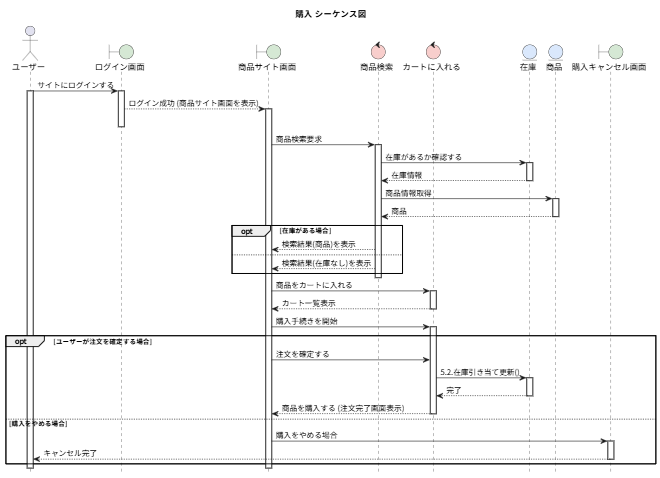 購入 シーケンス図
ユーザー ログイン画面 商品サイト画面 商品検索 カートに入れる 在庫 商品 購入キャンセル画面
サイトにログインする
ログイン成功 (商品サイト画面を表示)
商品検索要求
在庫があるか確認する
在庫情報
商品情報取得
商品
opt [在庫がある場合]
検索結果(商品)を表示
検索結果(在庫なし)を表示
商品をカートに入れる
カート一覧表示
購入手続きを開始
opt [ユーザーが注文を確定する場合]
注文を確定する
5.2.在庫引き当て更新()
完了
商品を購入する (注文完了画面表示)
[購入をやめる場合]
購入をやめる場合
キャンセル完了